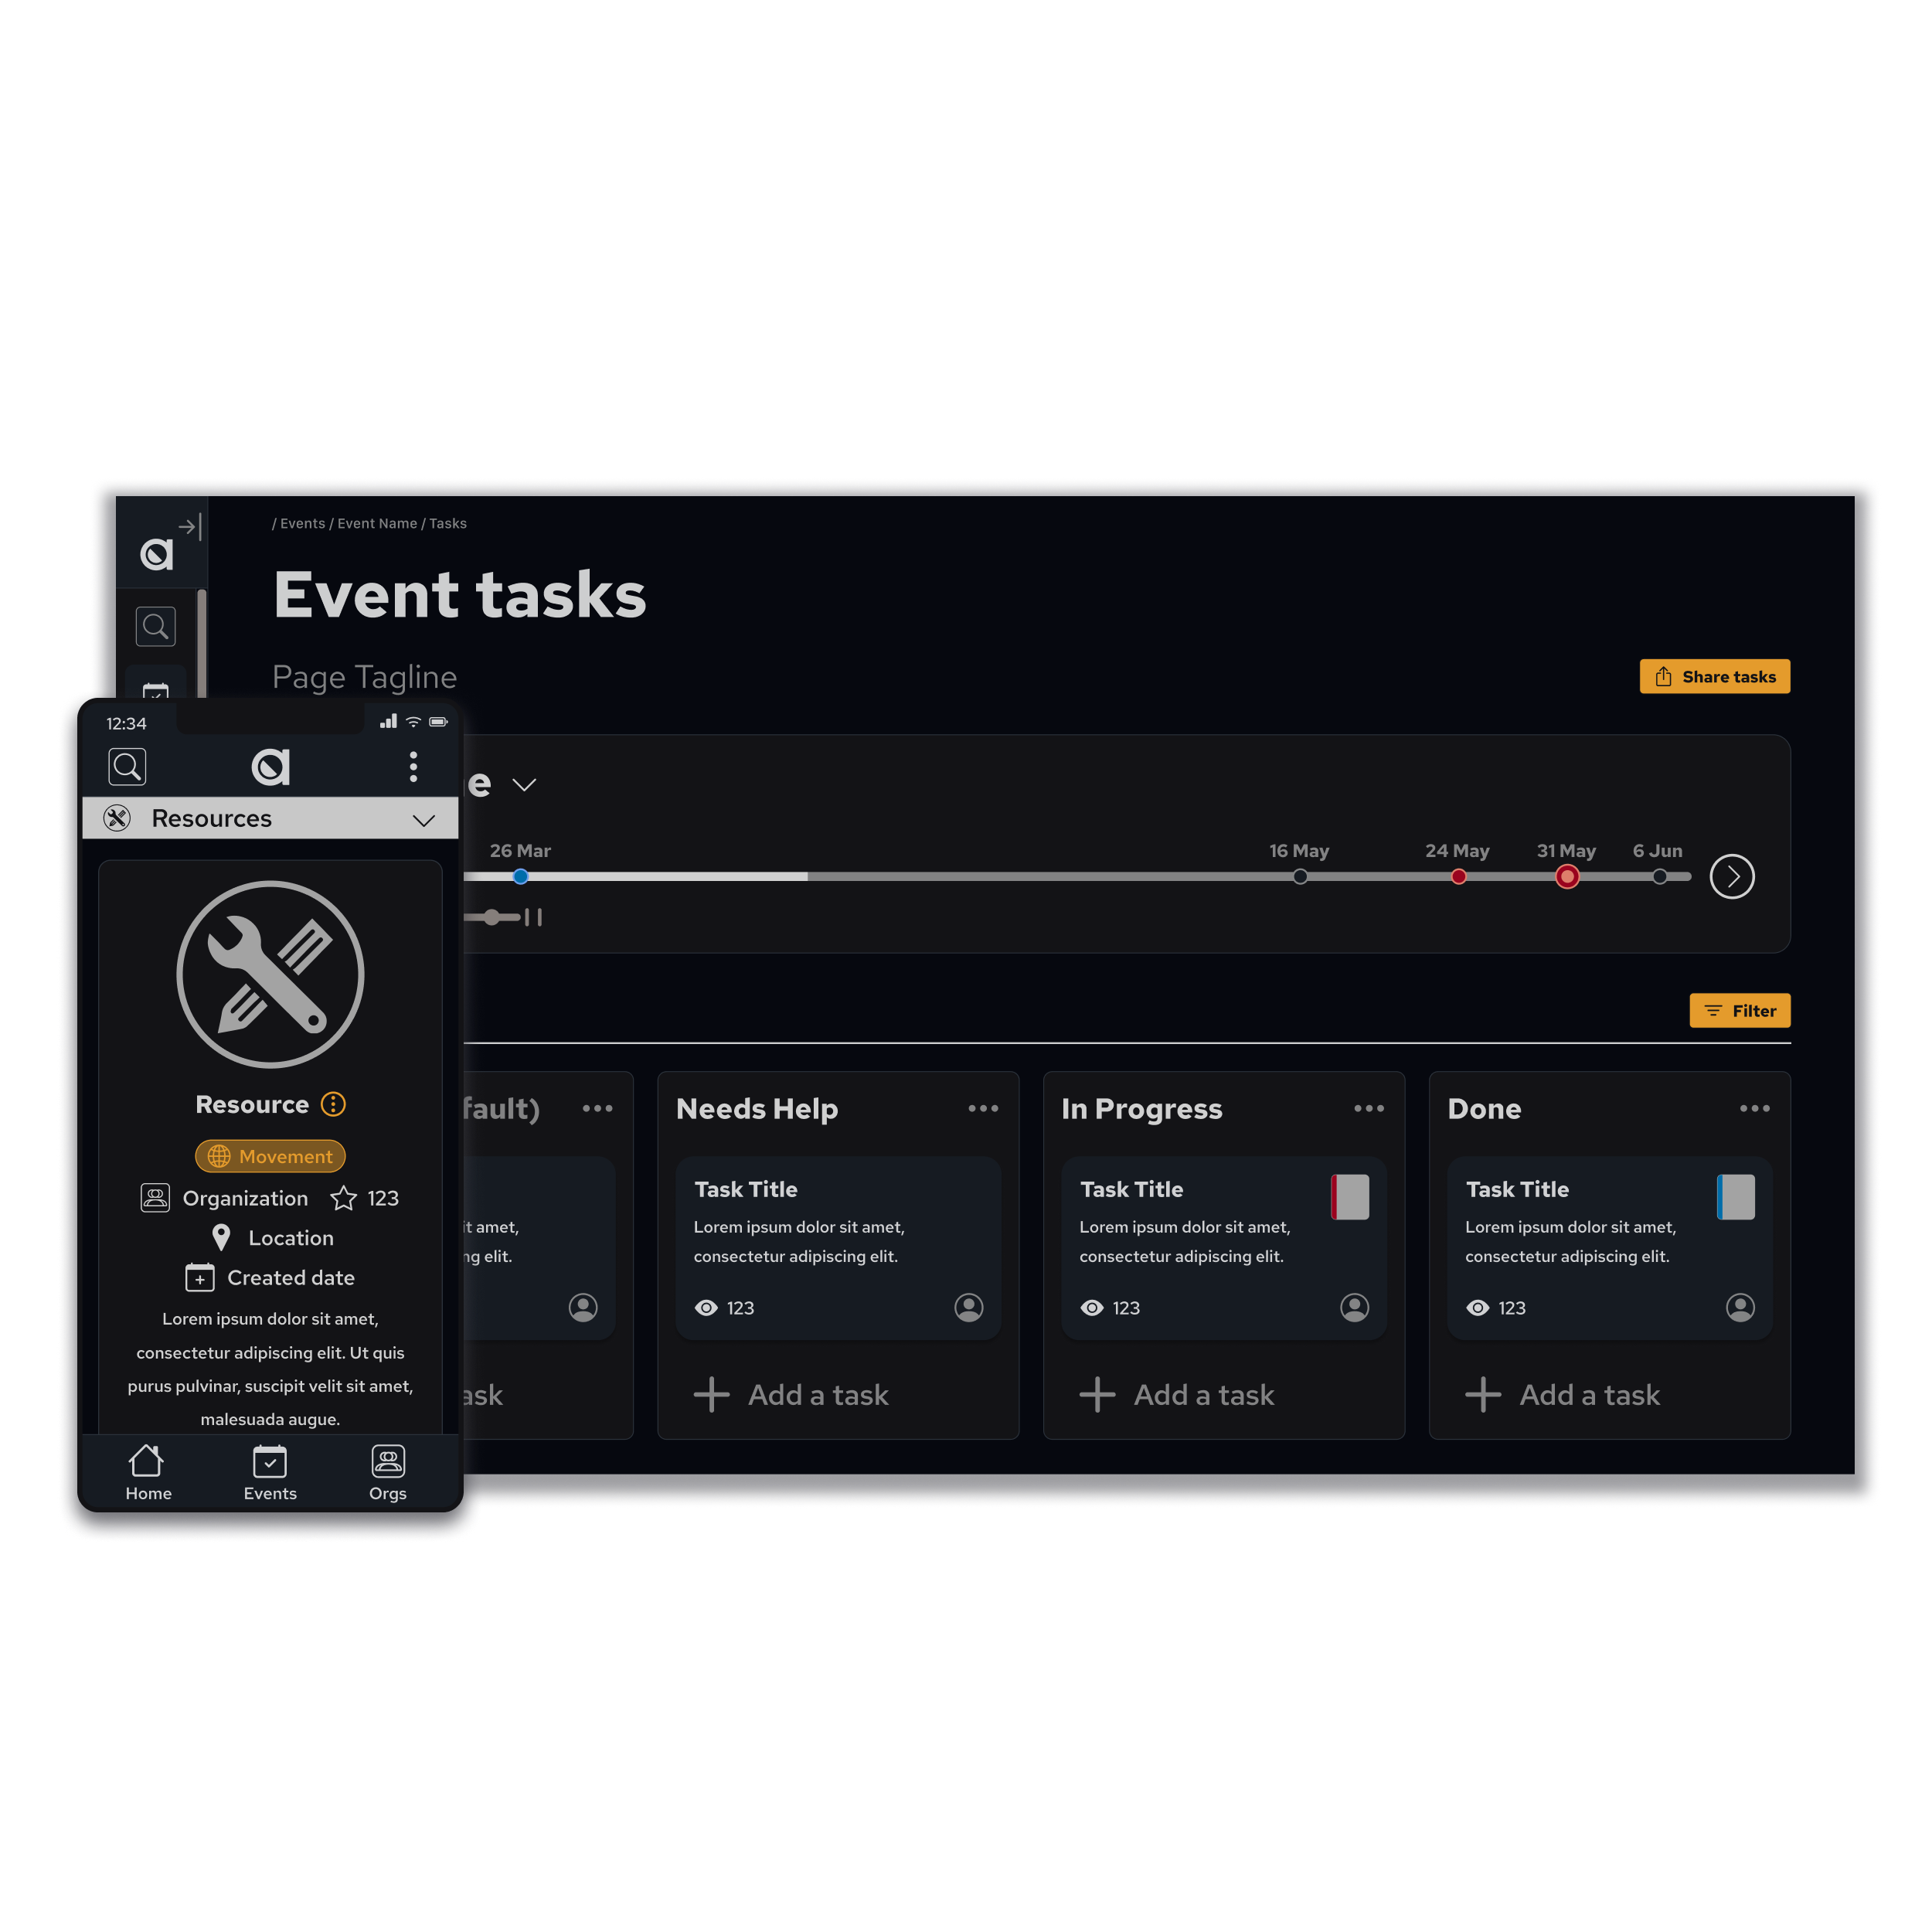 / Events / Event Name / Tasks
Event tasks
Page Tagline
Share tasks
e
26 Mar
16 May
24 May
31 May
6 Jun
Filter
fault)
it amet,
ng elit.
ask
Needs Help
Task Title
Lorem ipsum dolor sit amet,
consectetur adipiscing elit.
123
Add a task
In Progress
Task Title
Lorem ipsum dolor sit amet,
consectetur adipiscing elit.
123
Add a task
Done
Task Title
Lorem ipsum dolor sit amet,
consectetur adipiscing elit.
123
Add a task
12:34
a
Resources
Resource
Movement
Organization 123
Location
Created date
Lorem ipsum dolor sit amet,
consectetur adipiscing elit. Ut quis
purus pulvinar, suscipit velit sit amet,
malesuada augue.
Home
Events
Orgs